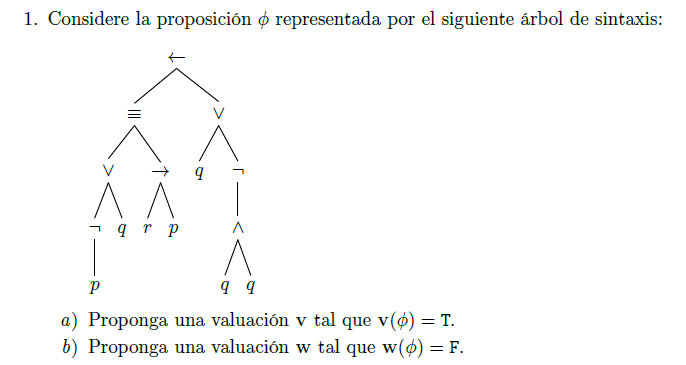 1. Considere la proposición ϕ representada por el siguiente árbol de sintaxis:
←
≡ ∨
∨ → q ¬
¬ q r p ∧
p q q
a) Proponga una valuación v tal que v(ϕ) = T.
b) Proponga una valuación w tal que w(ϕ) = F.